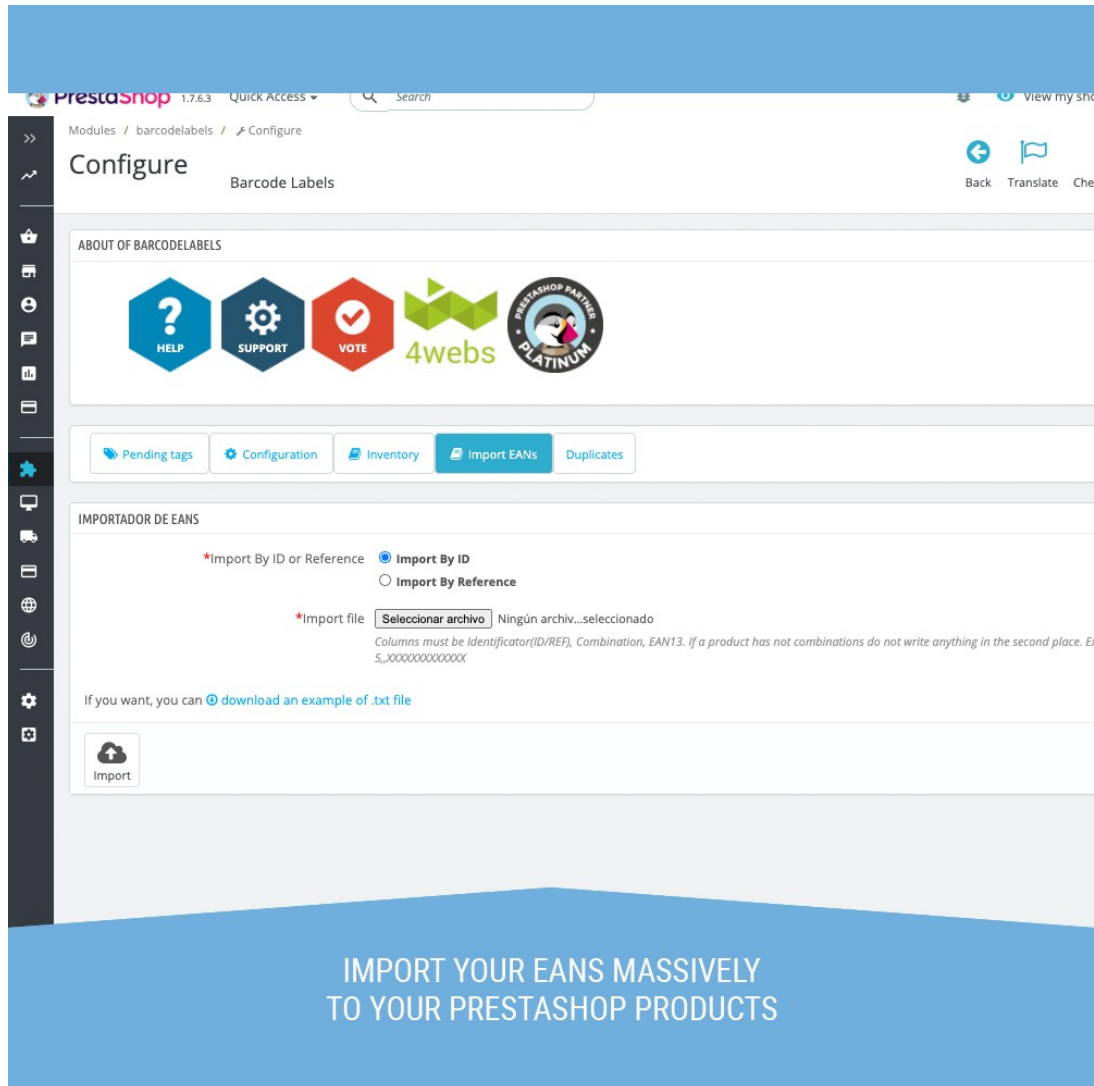 PrestaShop 1.7.6.3 Quick Access Search View my sho
Modules / barcodelabels / Configure
Configure
Barcode Labels
Back Translate Che
ABOUT OF BARCODELABELS
? HELP
SUPPORT
VOTE
4webs
PRESTASHOP PARTNER
PLATINUM
Pending tags Configuration Inventory Import EANs Duplicates
IMPORTADOR DE EANS
*Import By ID or Reference Import By ID
Import By Reference
*Import file Seleccionar archivo Ningún archiv...seleccionado
Columns must be Identificator(ID/REF), Combination, EAN13. If a product has not combinations do not write anything in the second place. Ex
5,,XXXXXXXXXXXXX
If you want, you can download an example of .txt file
Import
IMPORT YOUR EANS MASSIVELY
TO YOUR PRESTASHOP PRODUCTS